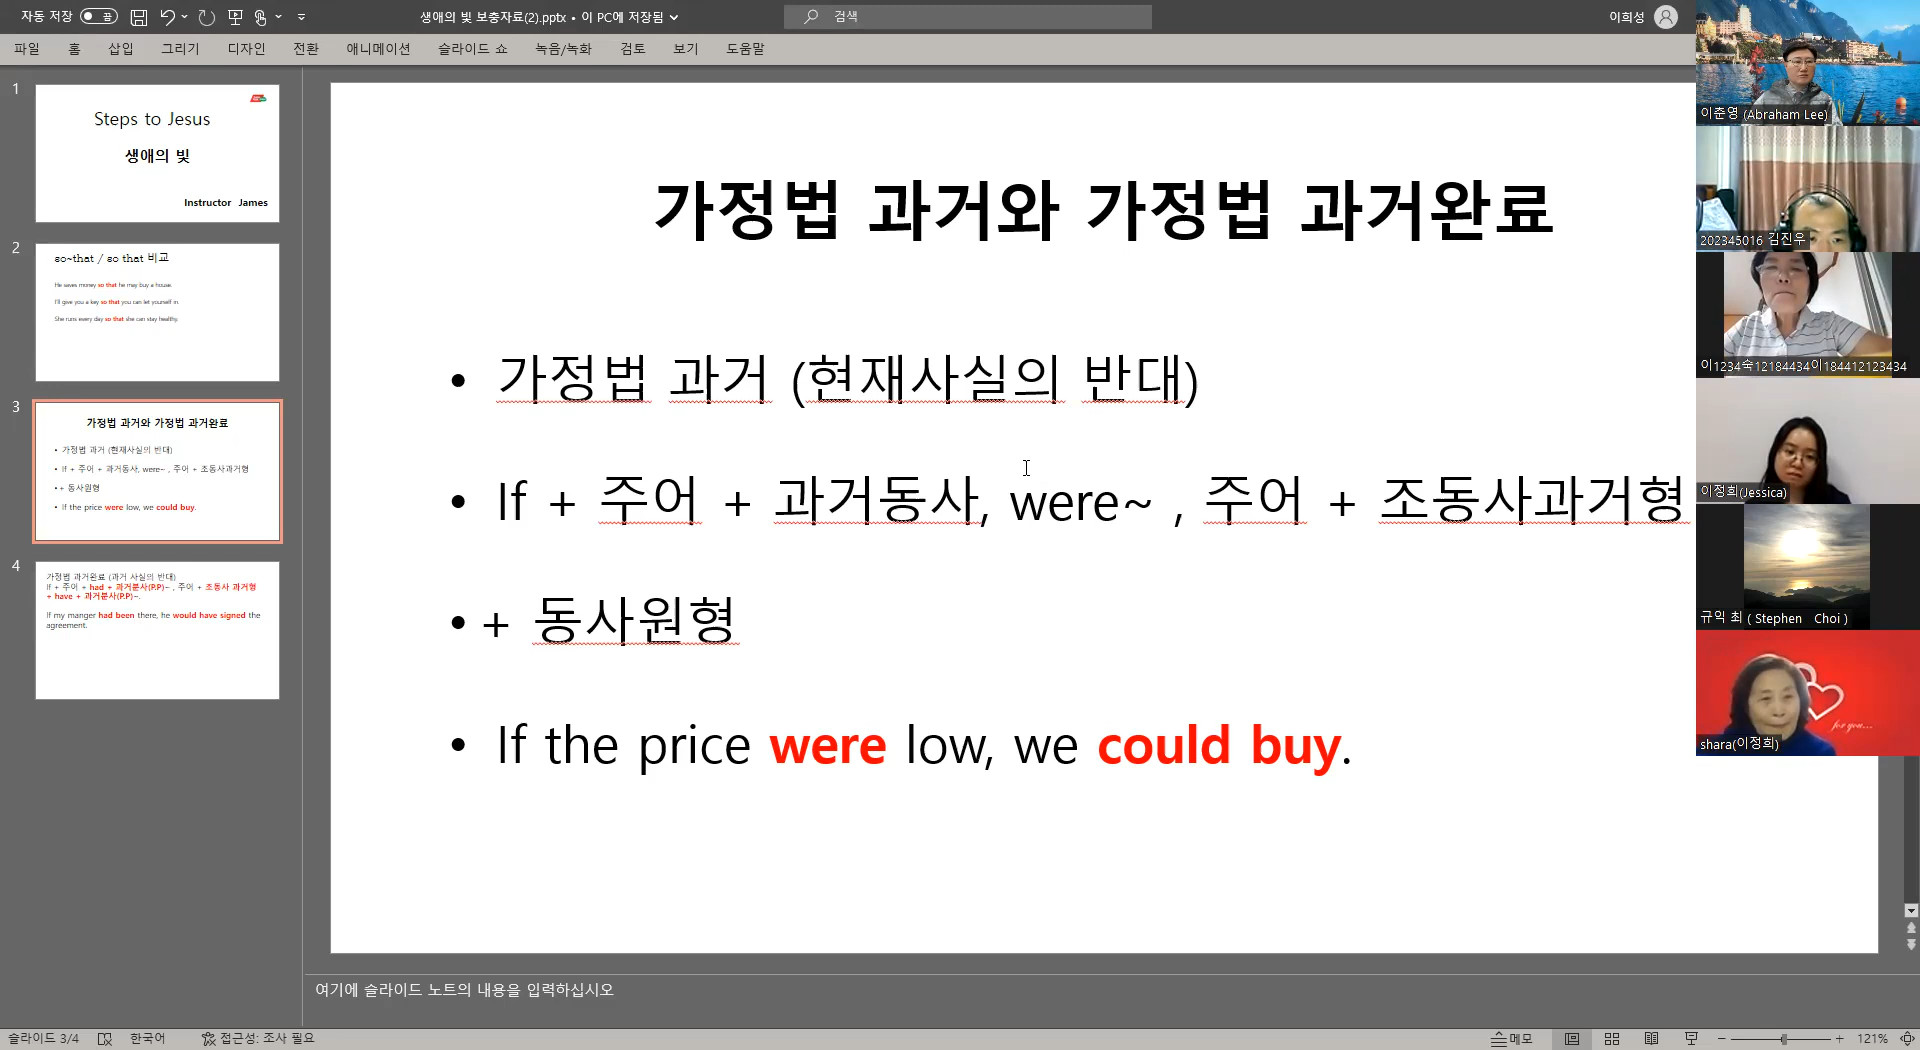 자동 저장 끔
생애의 빛 보충자료(2).pptx • 이 PC에 저장됨
검색
이희성
파일 홈 삽입 그리기 디자인 전환 애니메이션 슬라이드 쇼 녹음/녹화 검토 보기 도움말
1
Steps to Jesus
생애의 빛
Instructor James
2
so~that / so that 비교
He saves money so that he may buy a house.
I'll give you a key so that you can let yourself in.
She runs every day so that she can stay healthy.
3
가정법 과거와 가정법 과거완료
• 가정법 과거 (현재사실의 반대)
• If + 주어 + 과거동사, were~ , 주어 + 조동사과거형
• + 동사원형
• If the price were low, we could buy.
4
가정법 과거완료 (과거 사실의 반대)
If + 주어 + had + 과거분사(P.P)~ , 주어 + 조동사 과거형
+ have + 과거분사(P.P)~.
If my manger had been there, he would have signed the
agreement.
가정법 과거와 가정법 과거완료
• 가정법 과거 (현재사실의 반대)
• If + 주어 + 과거동사, were~ , 주어 + 조동사과거형
• + 동사원형
• If the price were low, we could buy.
이춘영 (Abraham Lee)
202345016 김진우
이1234숙12184434이184412123434
이정희(Jessica)
규익 최 ( Stephen Choi )
for you...
shara(이정희)
여기에 슬라이드 노트의 내용을 입력하십시오
슬라이드 3/4 한국어 접근성: 조사 필요 메모 121%